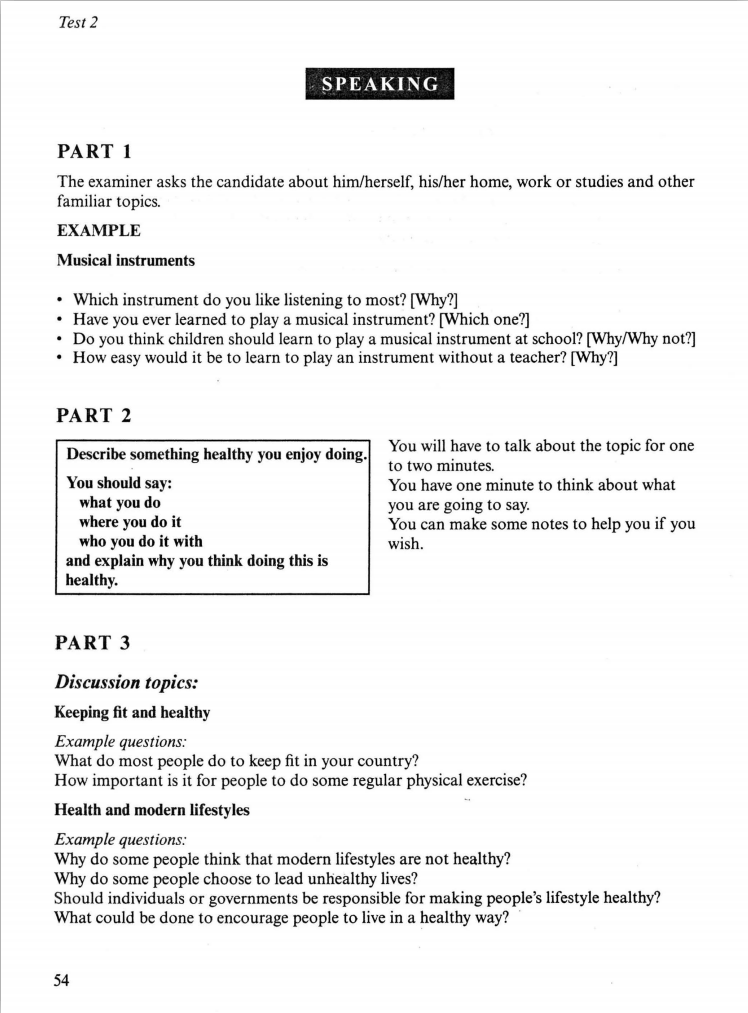 Test 2
SPEAKING
PART 1
The examiner asks the candidate about him/herself, his/her home, work or studies and other
familiar topics.
EXAMPLE
Musical instruments
• Which instrument do you like listening to most? [Why?]
• Have you ever learned to play a musical instrument? [Which one?]
• Do you think children should learn to play a musical instrument at school? [Why/Why not?]
• How easy would it be to learn to play an instrument without a teacher? [Why?]
PART 2
Describe something healthy you enjoy doing.
You should say:
what you do
where you do it
who you do it with
and explain why you think doing this is
healthy.
You will have to talk about the topic for one
to two minutes.
You have one minute to think about what
you are going to say.
You can make some notes to help you if you
wish.
PART 3
Discussion topics:
Keeping fit and healthy
Example questions:
What do most people do to keep fit in your country?
How important is it for people to do some regular physical exercise?
Health and modern lifestyles
Example questions:
Why do some people think that modern lifestyles are not healthy?
Why do some people choose to lead unhealthy lives?
Should individuals or governments be responsible for making people's lifestyle healthy?
What could be done to encourage people to live in a healthy way?
54